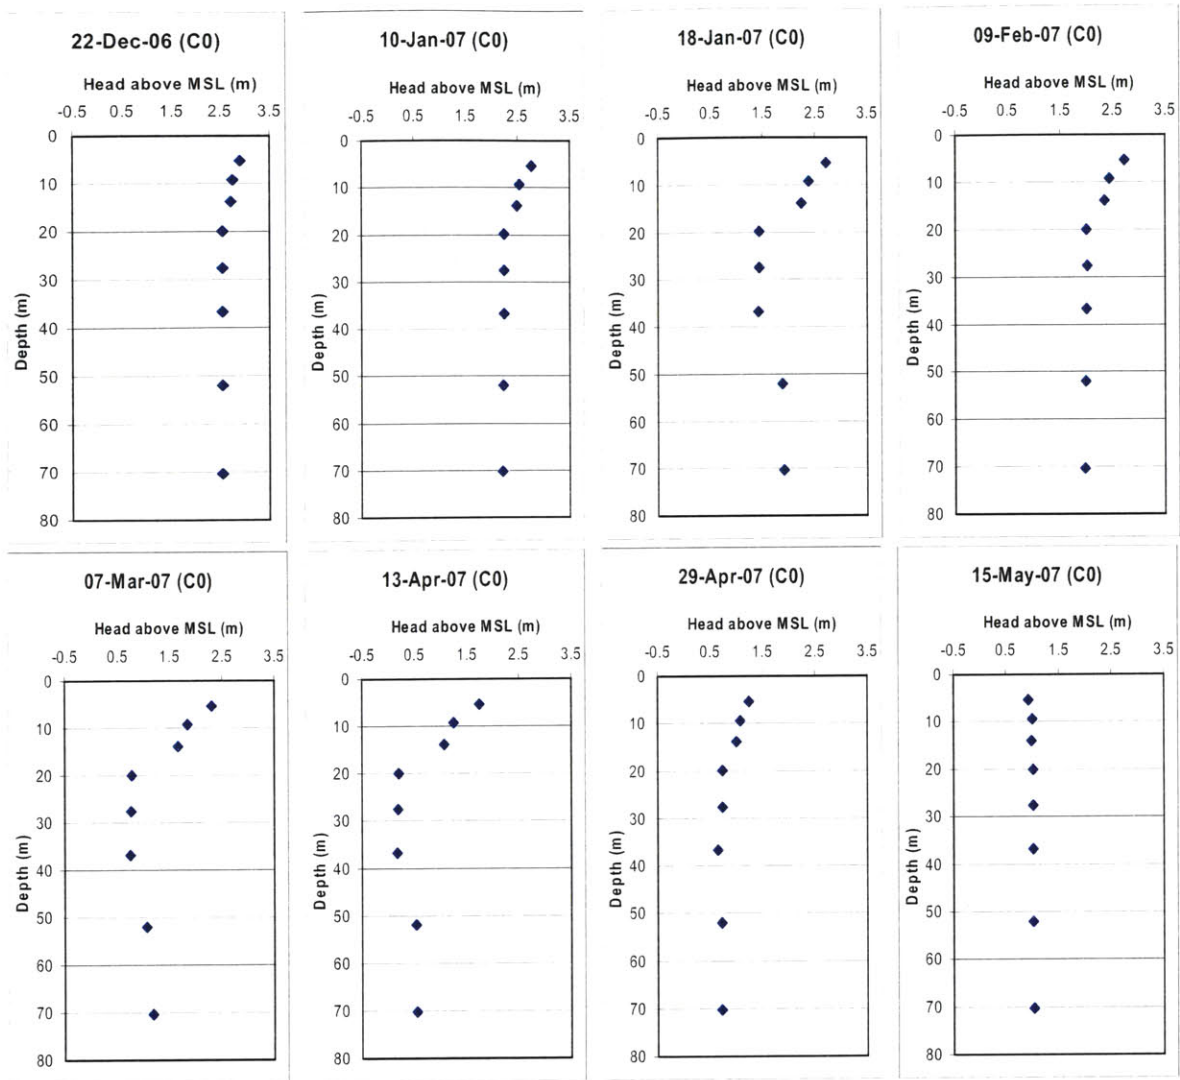 22-Dec-06 (C0)
Head above MSL (m)
-0.5 0.5 1.5 2.5 3.5
0
10
20
30
40
50
60
70
80
Depth (m)
10-Jan-07 (C0)
Head above MSL (m)
-0.5 0.5 1.5 2.5 3.5
0
10
20
30
40
50
60
70
80
Depth (m)
18-Jan-07 (C0)
Head above MSL (m)
-0.5 0.5 1.5 2.5 3.5
0
10
20
30
40
50
60
70
80
Depth (m)
09-Feb-07 (C0)
Head above MSL (m)
-0.5 0.5 1.5 2.5 3.5
0
10
20
30
40
50
60
70
80
Depth (m)
07-Mar-07 (C0)
Head above MSL (m)
-0.5 0.5 1.5 2.5 3.5
0
10
20
30
40
50
60
70
80
Depth (m)
13-Apr-07 (C0)
Head above MSL (m)
-0.5 0.5 1.5 2.5 3.5
0
10
20
30
40
50
60
70
80
Depth (m)
29-Apr-07 (C0)
Head above MSL (m)
-0.5 0.5 1.5 2.5 3.5
0
10
20
30
40
50
60
70
80
Depth (m)
15-May-07 (C0)
Head above MSL (m)
-0.5 0.5 1.5 2.5 3.5
0
10
20
30
40
50
60
70
80
Depth (m)